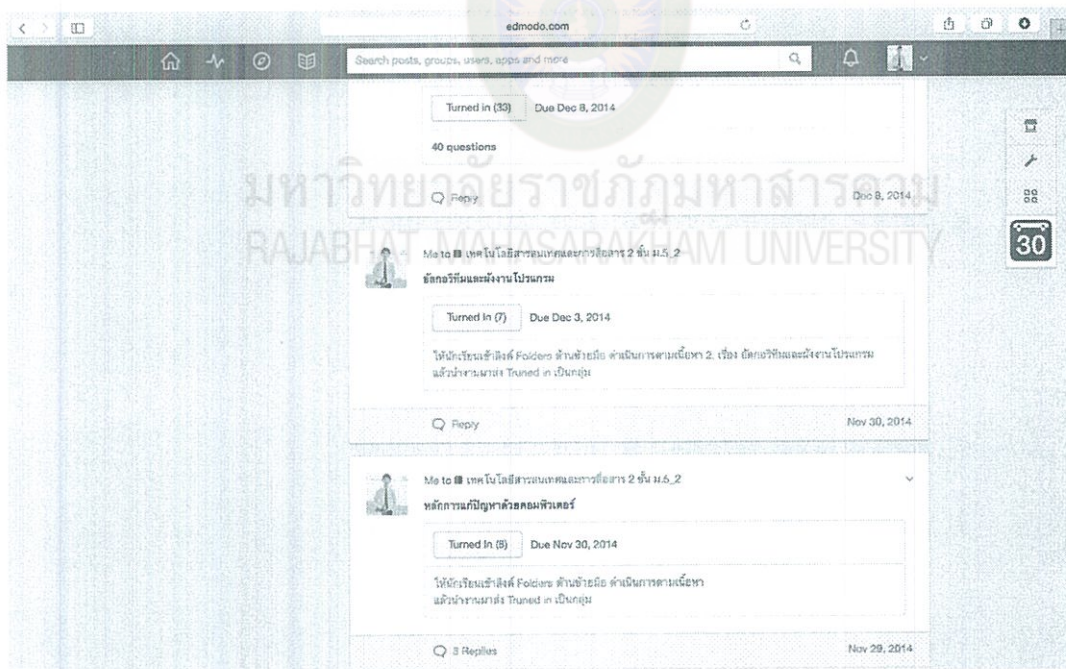 edmodo.com
Search posts, groups, users, apps and more
Turned in (33) Due Dec 8, 2014
40 questions
มหาวิทยาลัยราชภัฏมหาสารคาม
Reply Dec 8, 2014
RAJABHAT MAHASARAKHAM UNIVERSITY
30
Me to เทคโนโลยีสารสนเทศและการสื่อสาร 2 ชั้น ม.5_2
อัลกอริทึมและผังงานโปรแกรม
Turned in (7) Due Dec 3, 2014
ให้นักเรียนเข้าลิงค์ Folders ด้านซ้ายมือ ดำเนินการตามเนื้อหา 2. เรื่อง อัลกอริทึมและผังงานโปรแกรม
แล้วนำงานมาส่ง Truned in เป็นกลุ่ม
Reply Nov 30, 2014
Me to เทคโนโลยีสารสนเทศและการสื่อสาร 2 ชั้น ม.5_2
หลักการแก้ปัญหาด้วยคอมพิวเตอร์
Turned in (8) Due Nov 30, 2014
ให้นักเรียนเข้าลิงค์ Folders ด้านซ้ายมือ ดำเนินการตามเนื้อหา
แล้วนำงานมาส่ง Truned in เป็นกลุ่ม
3 Replies Nov 29, 2014